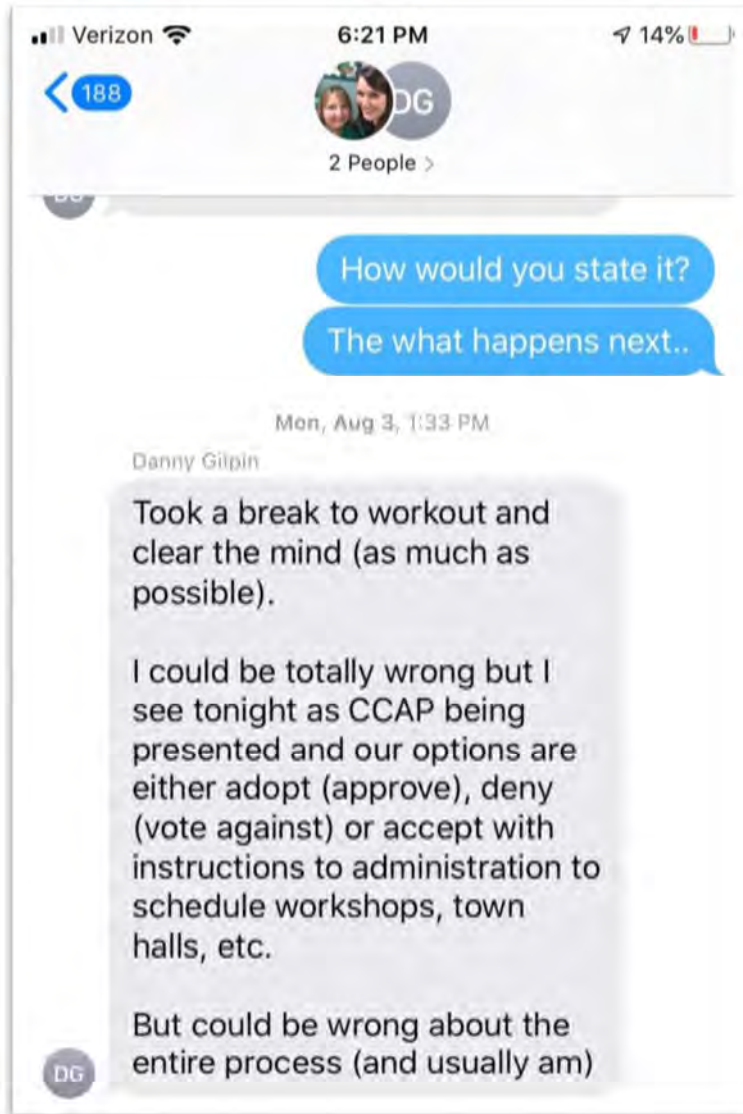 Verizon 6:21 PM 14%
188
DG
2 People >
DG
How would you state it?
The what happens next..
Mon, Aug 3, 1:33 PM
Danny Gilpin
Took a break to workout and
clear the mind (as much as
possible).
I could be totally wrong but I
see tonight as CCAP being
presented and our options are
either adopt (approve), deny
(vote against) or accept with
instructions to administration to
schedule workshops, town
halls, etc.
But could be wrong about the
entire process (and usually am)
DG